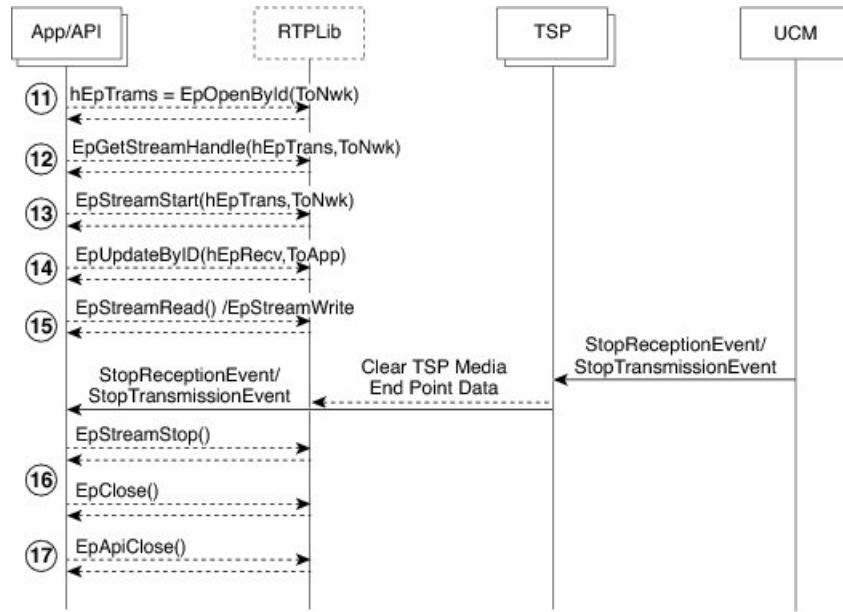 App/API
RTPLib
TSP
UCM
11
hEpTrams = EpOpenById(ToNwk)
12
EpGetStreamHandle(hEpTrans,ToNwk)
13
EpStreamStart(hEpTrans,ToNwk)
14
EpUpdateByID(hEpRecv,ToApp)
15
EpStreamRead() /EpStreamWrite
StopReceptionEvent/
StopTransmissionEvent
Clear TSP Media
End Point Data
StopReceptionEvent/
StopTransmissionEvent
EpStreamStop()
16
EpClose()
17
EpApiClose()